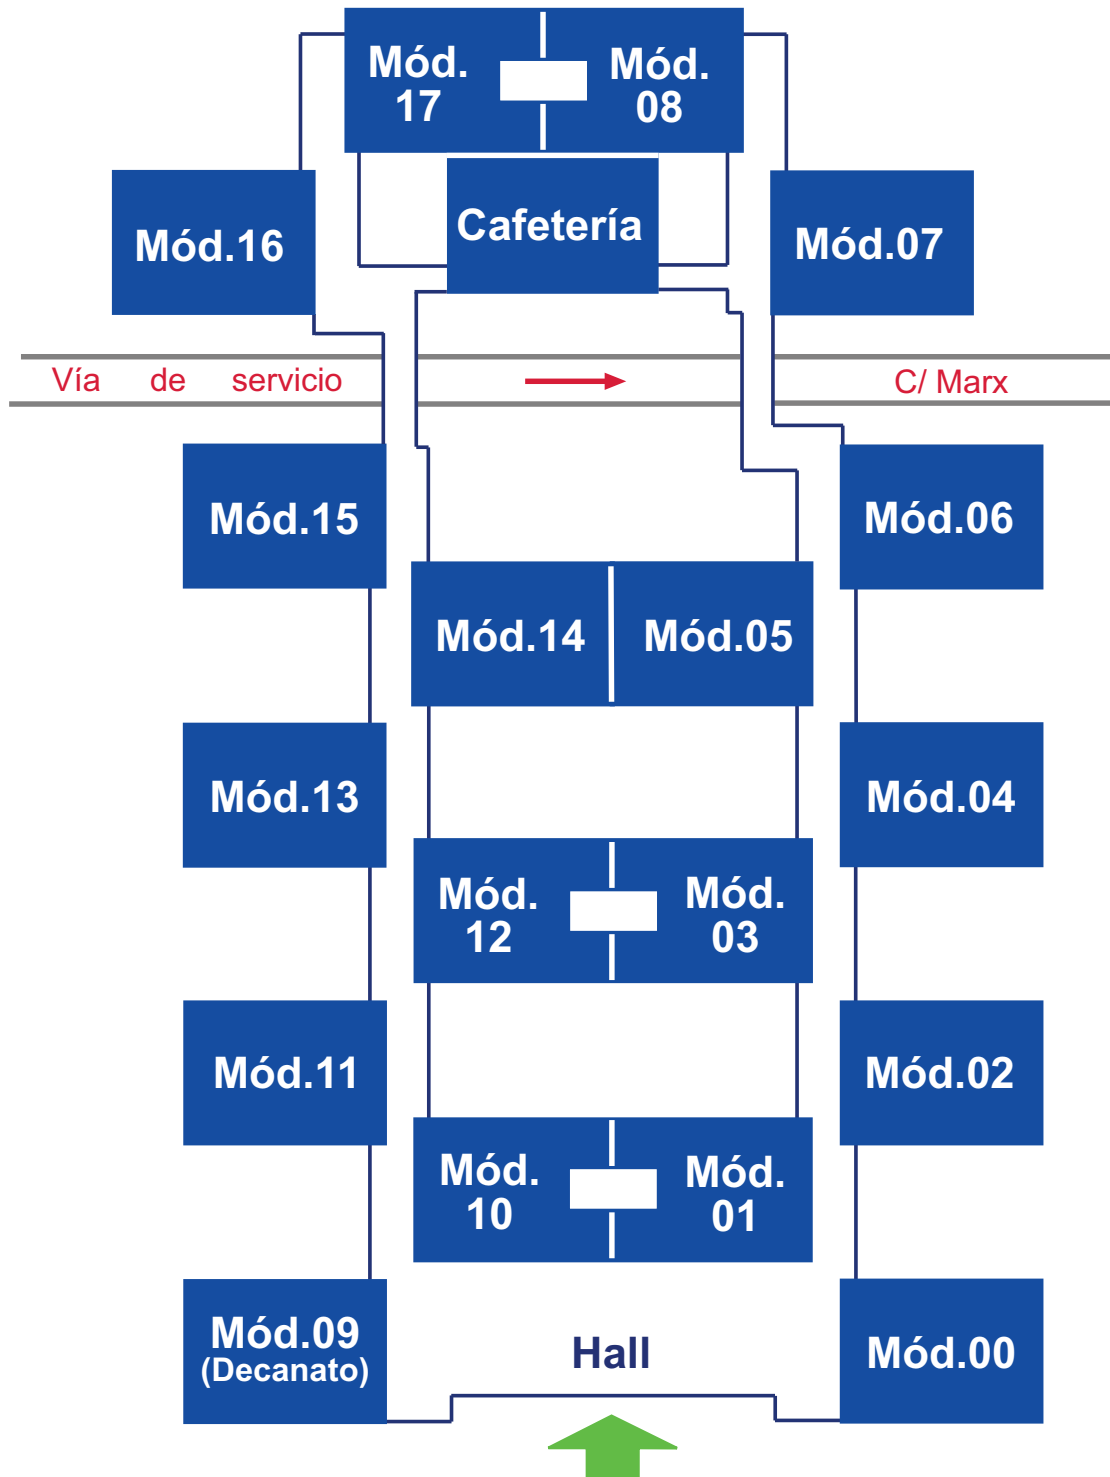 Mód.
17
Mód.
08
Cafetería
Mód.16
Mód.07
Vía de servicio
C/ Marx
Mód.15
Mód.06
Mód.14
Mód.05
Mód.13
Mód.04
Mód.
12
Mód.
03
Mód.11
Mód.02
Mód.
10
Mód.
01
Mód.09
(Decanato)
Hall
Mód.00